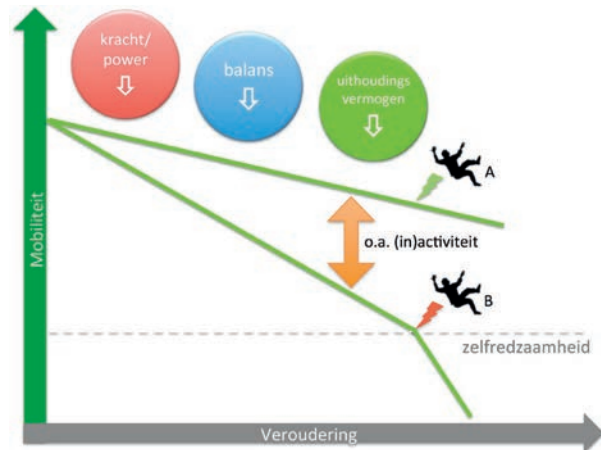 kracht/
power
balans
uithoudings
vermogen
A
o.a. (in)activiteit
B
zelfredzaamheid
Mobiliteit
Veroudering